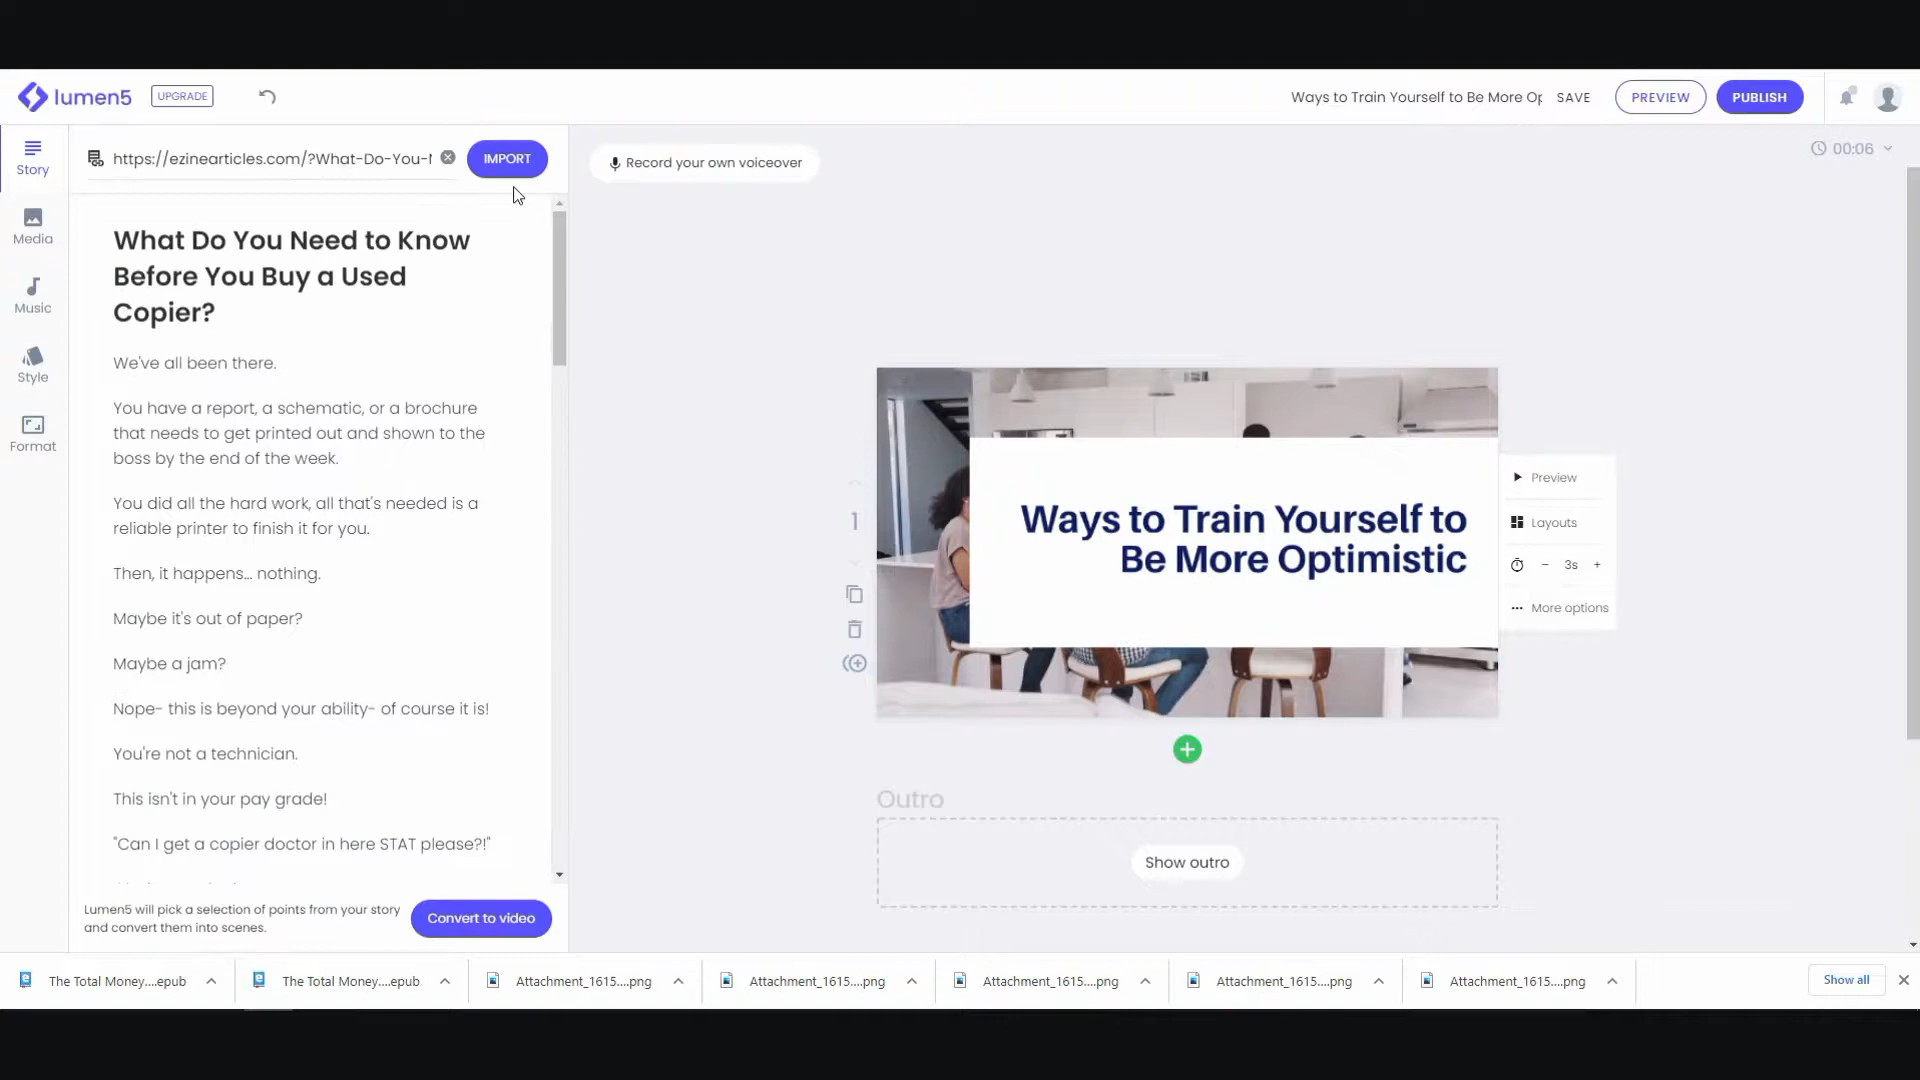 lumen5
UPGRADE
Ways to Train Yourself to Be More Op
SAVE
PREVIEW
PUBLISH
Story
Media
Music
Style
Format
https://ezinearticles.com/?What-Do-You-N
IMPORT
What Do You Need to Know
Before You Buy a Used
Copier?
We've all been there.
You have a report, a schematic, or a brochure
that needs to get printed out and shown to the
boss by the end of the week.
You did all the hard work, all that's needed is a
reliable printer to finish it for you.
Then, it happens... nothing.
Maybe it's out of paper?
Maybe a jam?
Nope- this is beyond your ability- of course it is!
You're not a technician.
This isn't in your pay grade!
"Can I get a copier doctor in here STAT please?!"
Lumen5 will pick a selection of points from your story
and convert them into scenes.
Convert to video
Record your own voiceover
00:06
1
Ways to Train Yourself to
Be More Optimistic
Preview
Layouts
- 3s +
More options
Outro
Show outro
The Total Money....epub
The Total Money....epub
Attachment_1615....png
Attachment_1615....png
Attachment_1615....png
Attachment_1615....png
Attachment_1615....png
Show all